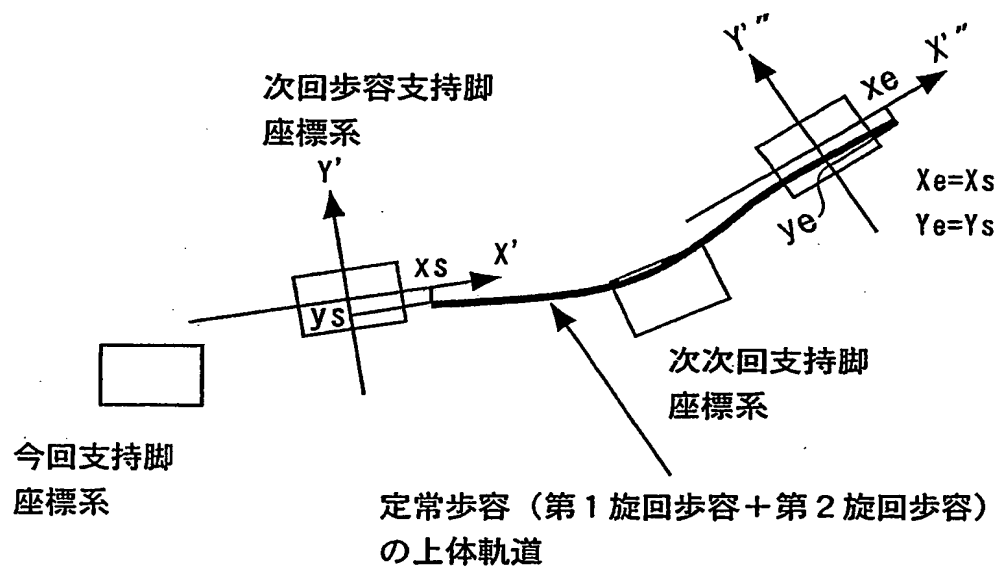 次回歩容支持脚
座標系
Y'
X'
xs
ys
Y'''
X'''
xe
ye
Xe=Xs
Ye=Ys
今回支持脚
座標系
次次回支持脚
座標系
定常歩容（第１旋回歩容＋第２旋回歩容）
の上体軌道